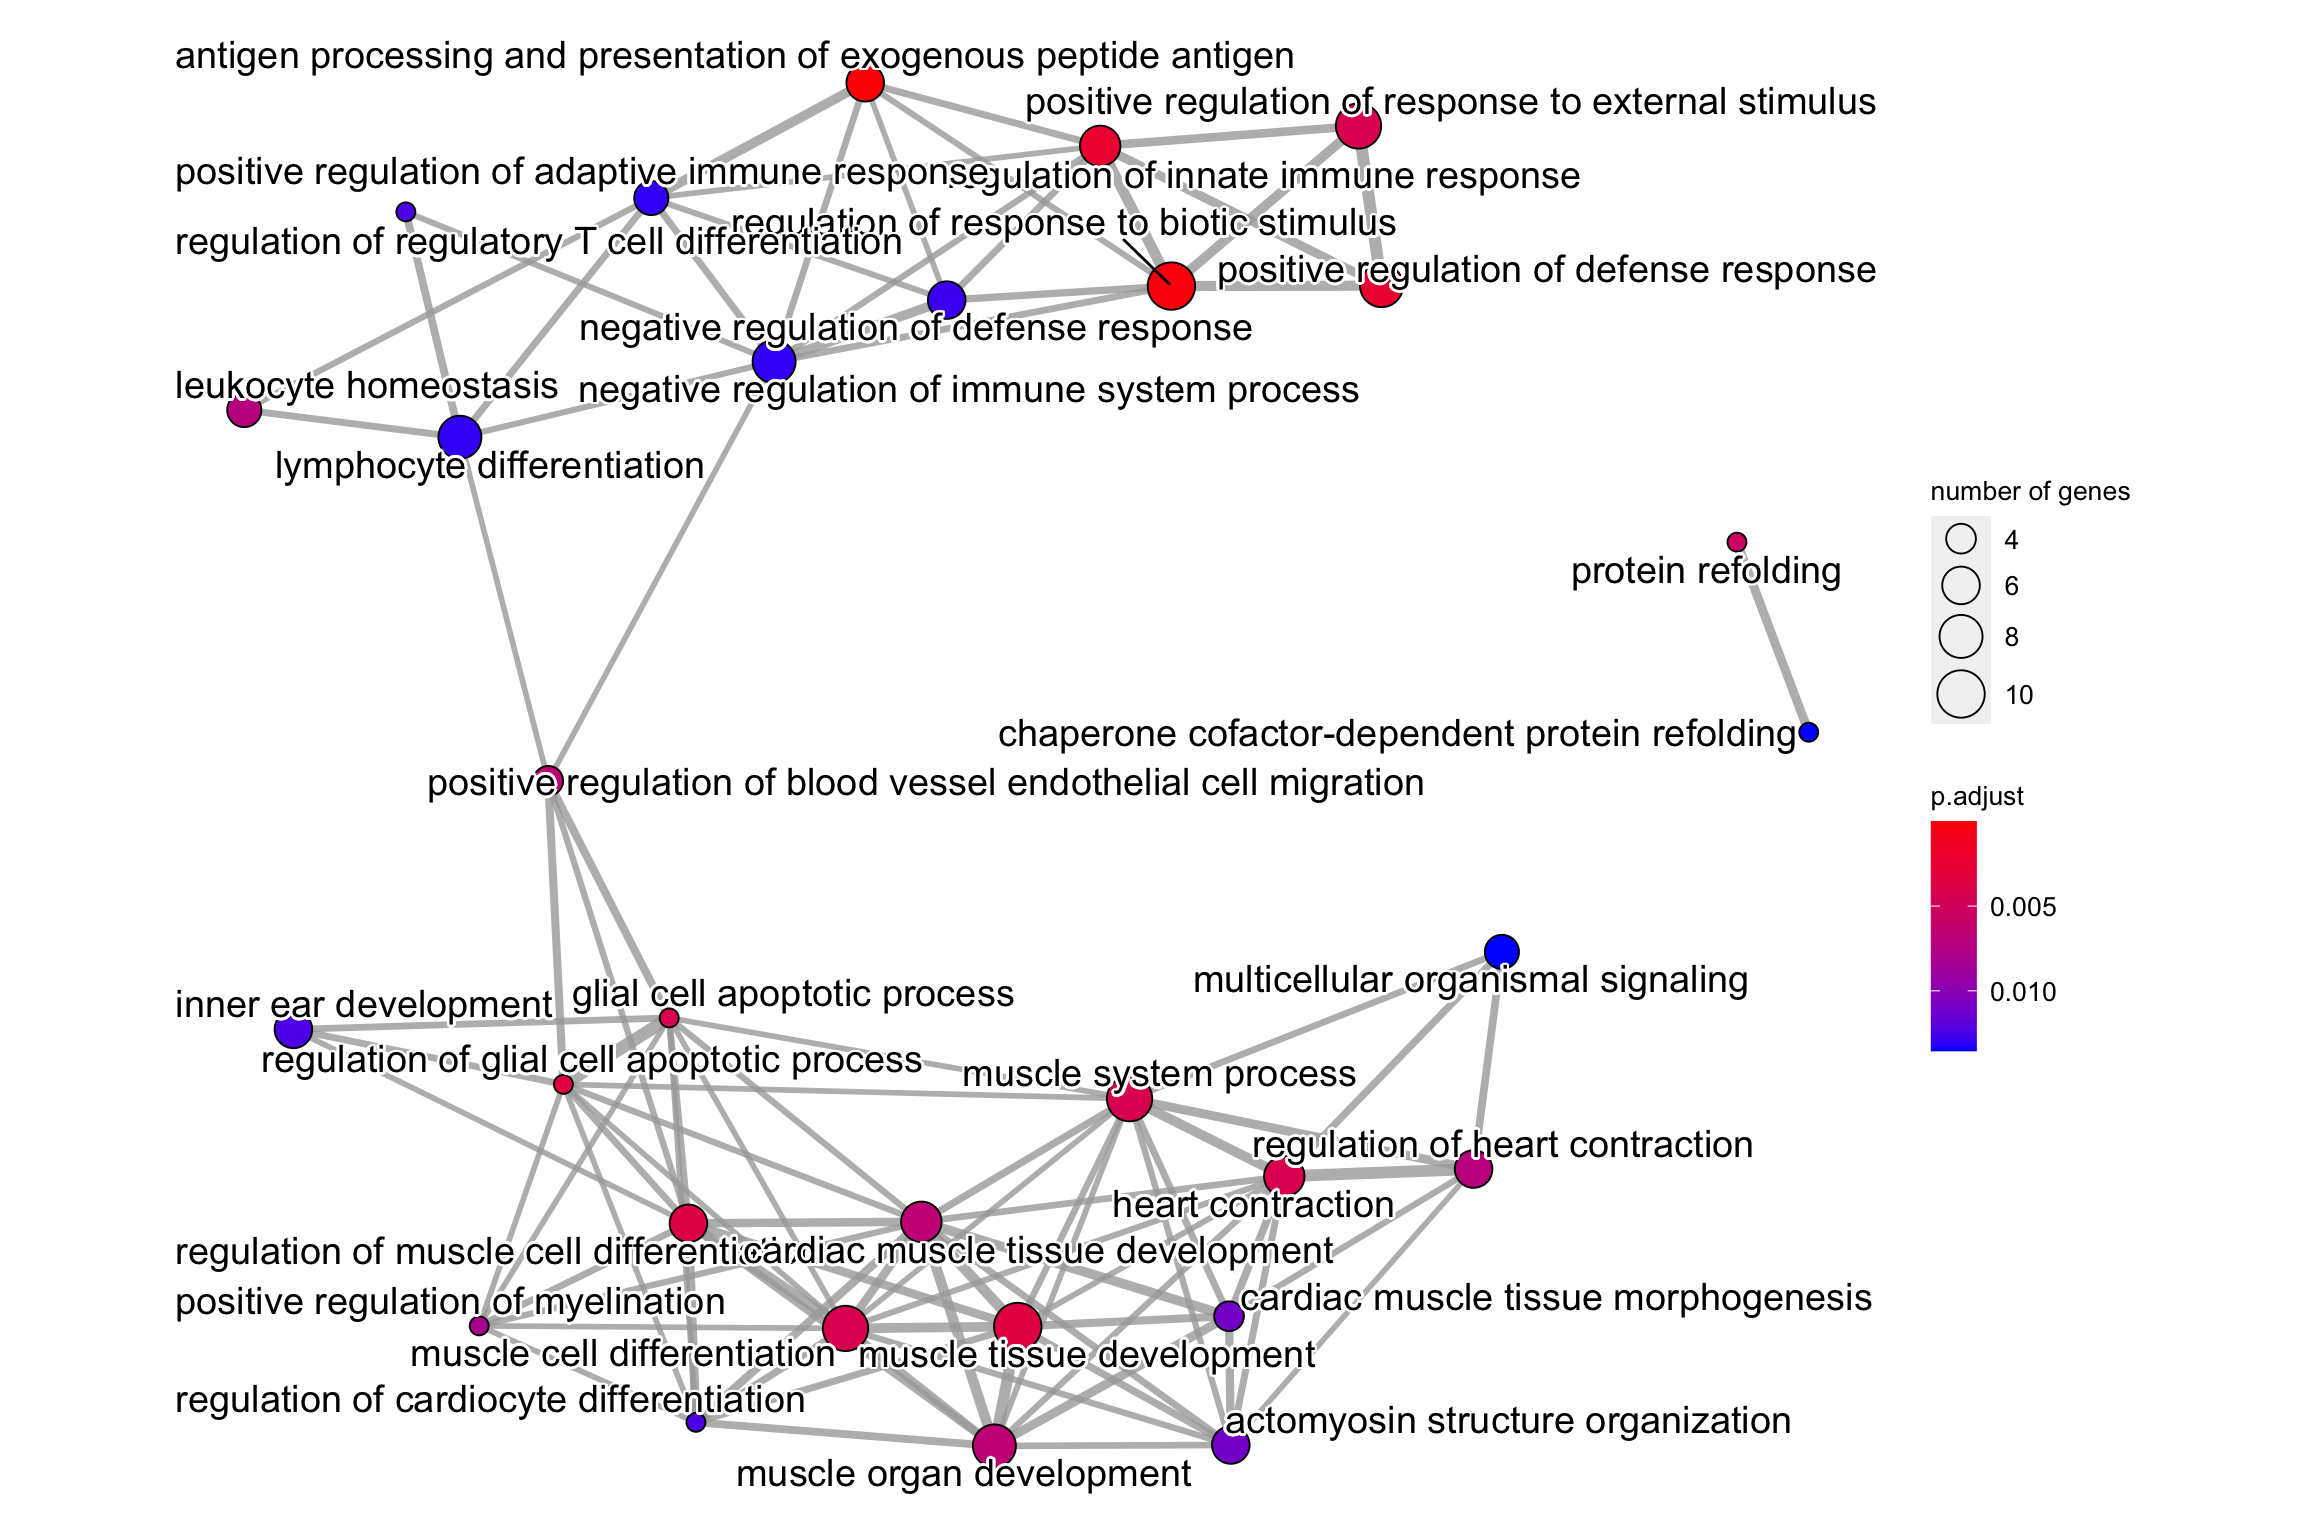 antigen processing and presentation of exogenous peptide antigen
positive regulation of response to external stimulus
positive regulation of adaptive immune response
regulation of innate immune response
regulation of response to biotic stimulus
regulation of regulatory T cell differentiation
positive regulation of defense response
negative regulation of defense response
leukocyte homeostasis
negative regulation of immune system process
lymphocyte differentiation
number of genes
4
6
8
10
protein refolding
chaperone cofactor-dependent protein refolding
positive regulation of blood vessel endothelial cell migration
p.adjust
0.005
0.010
multicellular organismal signaling
inner ear development
glial cell apoptotic process
regulation of glial cell apoptotic process
muscle system process
regulation of heart contraction
heart contraction
regulation of muscle cell differentiation
cardiac muscle tissue development
positive regulation of myelination
cardiac muscle tissue morphogenesis
muscle cell differentiation
muscle tissue development
regulation of cardiocyte differentiation
actomyosin structure organization
muscle organ development